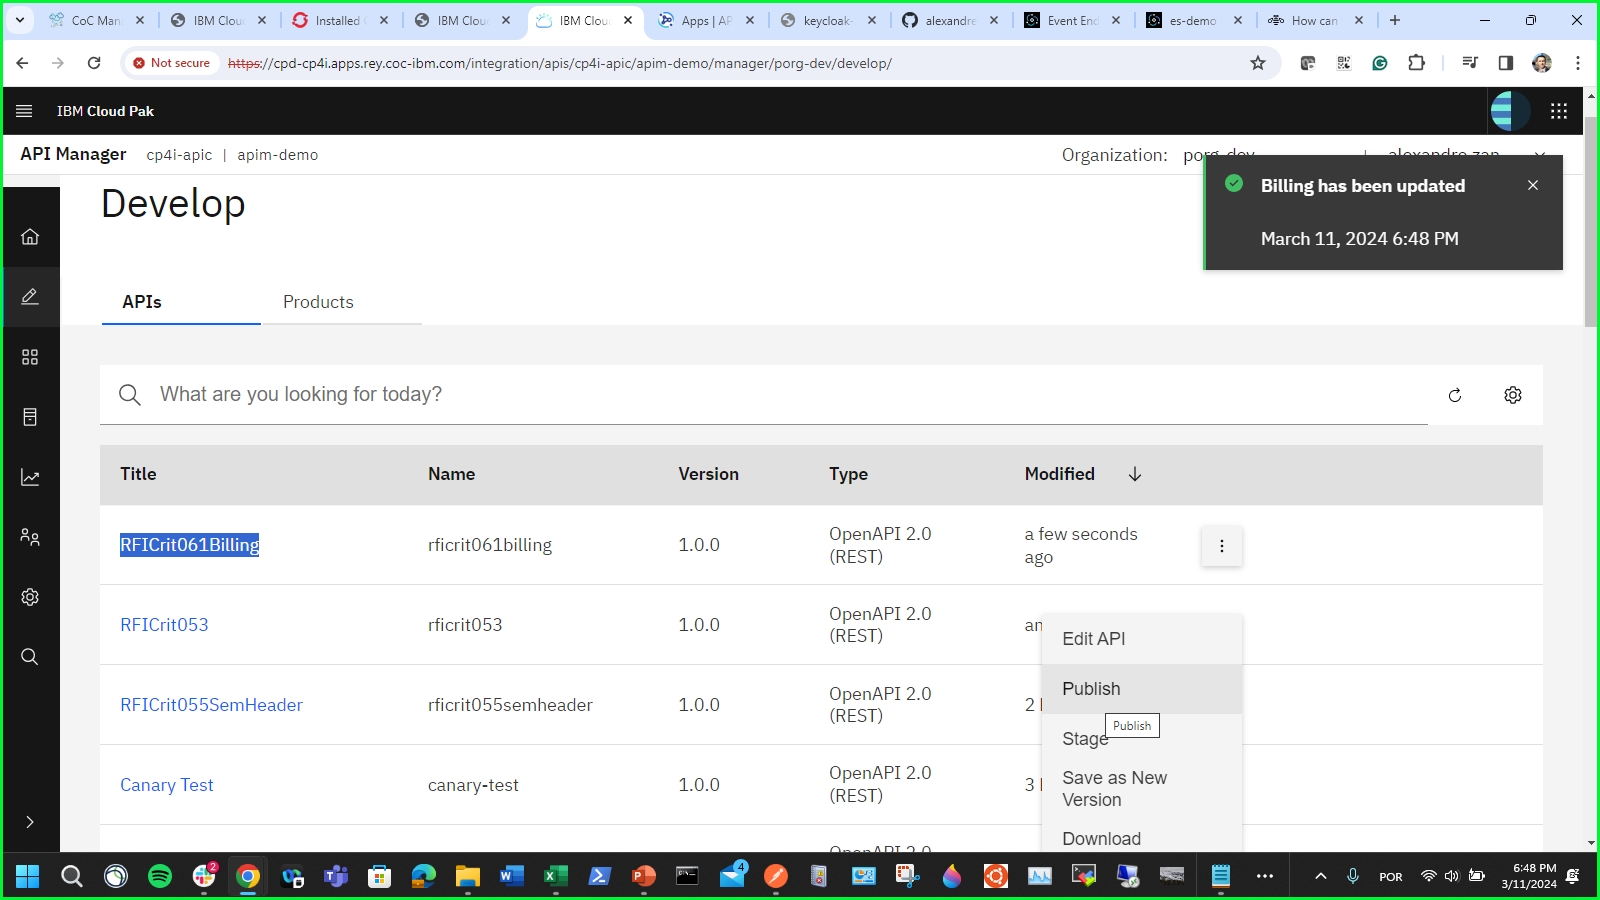 CoC Man
IBM Clou
Installed
IBM Clou
IBM Clou
Apps | AP
keycloak-
alexandre
Event End
es-demo
How can
Not secure
https://cpd-cp4i.apps.rey.coc-ibm.com/integration/apis/cp4i-apic/apim-demo/manager/porg-dev/develop/
IBM Cloud Pak
API Manager
cp4i-apic | apim-demo
Organization: porg-dev
alexandre zan
Billing has been updated
March 11, 2024 6:48 PM
Develop
APIs
Products
What are you looking for today?
Title Name Version Type Modified
RFICrit061Billing rficrit061billing 1.0.0 OpenAPI 2.0 (REST) a few seconds ago
RFICrit053 rficrit053 1.0.0 OpenAPI 2.0 (REST) an
RFICrit055SemHeader rficrit055semheader 1.0.0 OpenAPI 2.0 (REST) 2
Canary Test canary-test 1.0.0 OpenAPI 2.0 (REST) 3
OpenAPI 2.0
Edit API
Publish
Publish
Stage
Save as New
Version
Download
2
4
POR
6:48 PM
3/11/2024